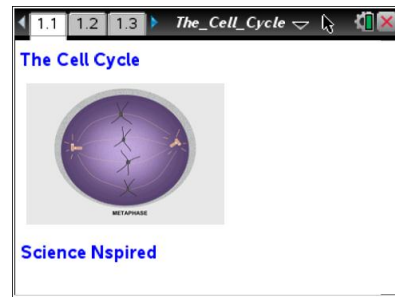 1.1 1.2 1.3 The_Cell_Cycle
The Cell Cycle
METAPHASE
Science Nspired